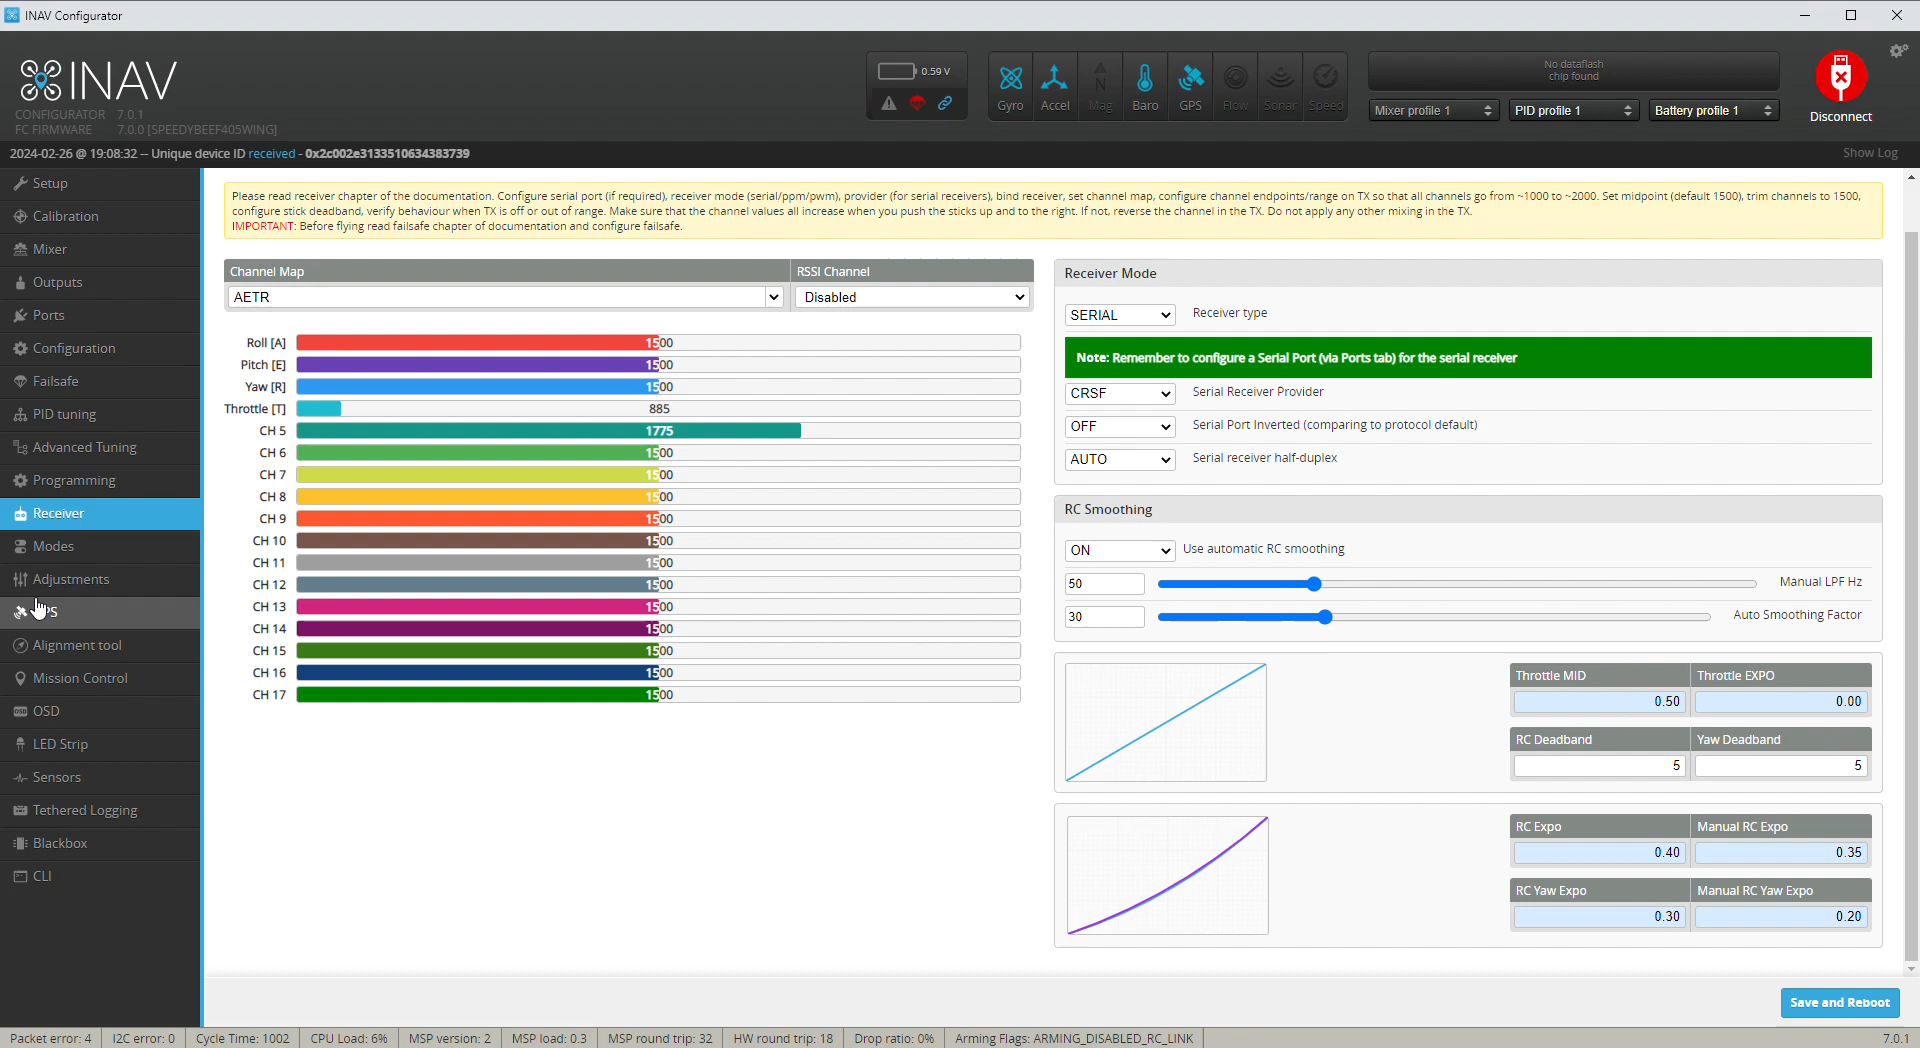 INAV Configurator
INAV
CONFIGURATOR 7.0.1
FC FIRMWARE 7.0.0 [SPEEDYBEEF405WING]
0.59 V
Gyro
Accel
Mag
Baro
GPS
Flow
Sonar
Speed
No dataflash
chip found
Mixer profile 1
PID profile 1
Battery profile 1
Disconnect
2024-02-26 @ 19:08:32 -- Unique device ID received - 0x2c002e3133510634383739
Show Log
Setup
Calibration
Mixer
Outputs
Ports
Configuration
Failsafe
PID tuning
Advanced Tuning
Programming
Receiver
Modes
Adjustments
Alignment tool
Mission Control
OSD
LED Strip
Sensors
Tethered Logging
Blackbox
CLI
Please read receiver chapter of the documentation. Configure serial port (if required), receiver mode (serial/ppm/pwm), provider (for serial receivers), bind receiver, set channel map, configure channel endpoints/range on TX so that all channels go from ~1000 to ~2000. Set midpoint (default 1500), trim channels to 1500,
configure stick deadband, verify behaviour when TX is off or out of range. Make sure that the channel values all increase when you push the sticks up and to the right. If not, reverse the channel in the TX. Do not apply any other mixing in the TX.
IMPORTANT: Before flying read failsafe chapter of documentation and configure failsafe.
Channel Map
RSSI Channel
AETR
Disabled
Roll [A] 1500
Pitch [E] 1500
Yaw [R] 1500
Throttle [T] 885
CH 5 1775
CH 6 1500
CH 7 1500
CH 8 1500
CH 9 1500
CH 10 1500
CH 11 1500
CH 12 1500
CH 13 1500
CH 14 1500
CH 15 1500
CH 16 1500
CH 17 1500
Receiver Mode
SERIAL Receiver type
Note: Remember to configure a Serial Port (via Ports tab) for the serial receiver
CRSF Serial Receiver Provider
OFF Serial Port Inverted (comparing to protocol default)
AUTO Serial receiver half-duplex
RC Smoothing
ON Use automatic RC smoothing
50 Manual LPF Hz
30 Auto Smoothing Factor
Throttle MID Throttle EXPO
0.50 0.00
RC Deadband Yaw Deadband
5 5
RC Expo Manual RC Expo
0.40 0.35
RC Yaw Expo Manual RC Yaw Expo
0.30 0.20
Save and Reboot
Packet error: 4 I2C error: 0 Cycle Time: 1002 CPU Load: 6% MSP version: 2 MSP load: 0.3 MSP round trip: 32 HW round trip: 18 Drop ratio: 0% Arming Flags: ARMING_DISABLED_RC_LINK 7.0.1